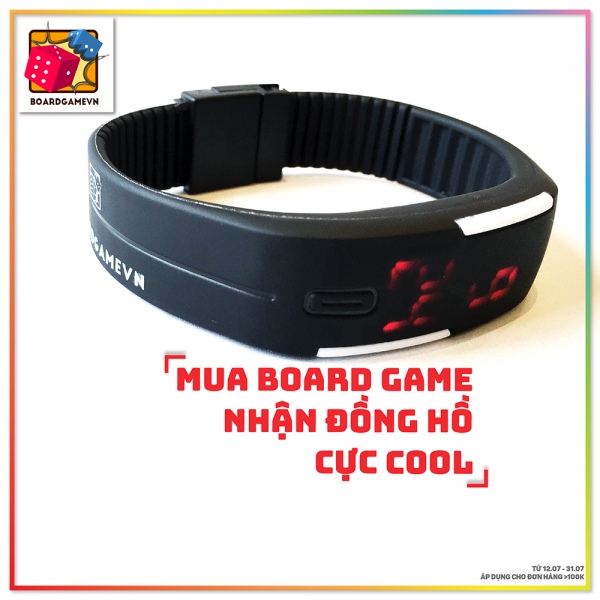 BOARDGAMEVN
DGAMEVN
MUA BOARD GAME
NHẬN ĐỒNG HỒ
CỰC COOL
TỪ 12.07 - 31.07
ÁP DỤNG CHO ĐƠN HÀNG >100K